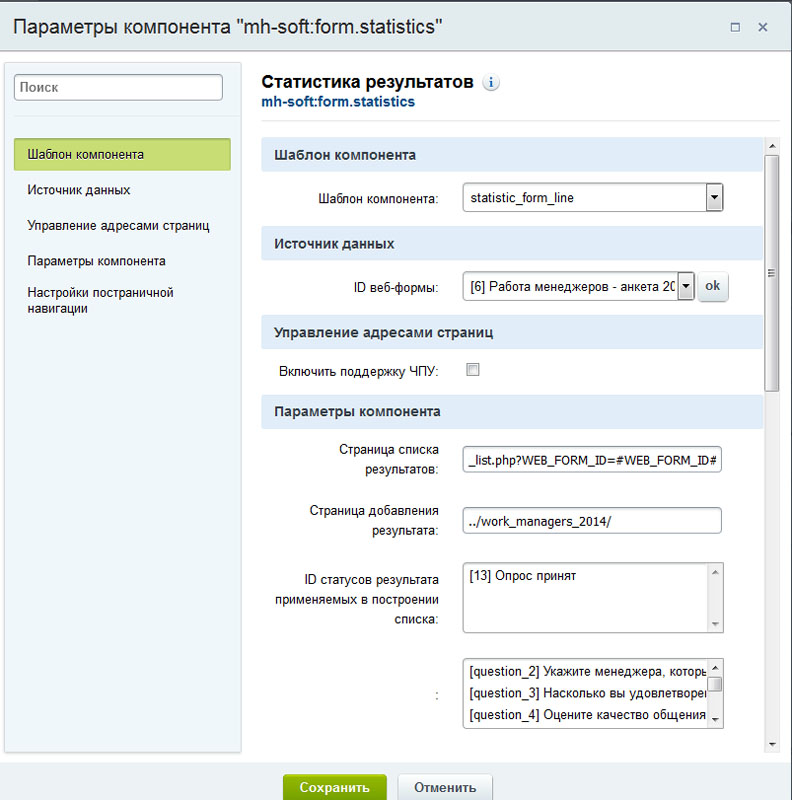 Параметры компонента "mh-soft:form.statistics"
Поиск
Шаблон компонента
Источник данных
Управление адресами страниц
Параметры компонента
Настройки постраничной
навигации
Статистика результатов
mh-soft:form.statistics
Шаблон компонента
Шаблон компонента: statistic_form_line
Источник данных
ID веб-формы: [6] Работа менеджеров - анкета 20 ok
Управление адресами страниц
Включить поддержку ЧПУ:
Параметры компонента
Страница списка
результатов: _list.php?WEB_FORM_ID=#WEB_FORM_ID#
Страница добавления
результата: ../work_managers_2014/
ID статусов результата
применяемых в построении
списка:
[13] Опрос принят
:
[question_2] Укажите менеджера, которы
[question_3] Насколько вы удовлетворен
[question_4] Оцените качество общения
Сохранить Отменить